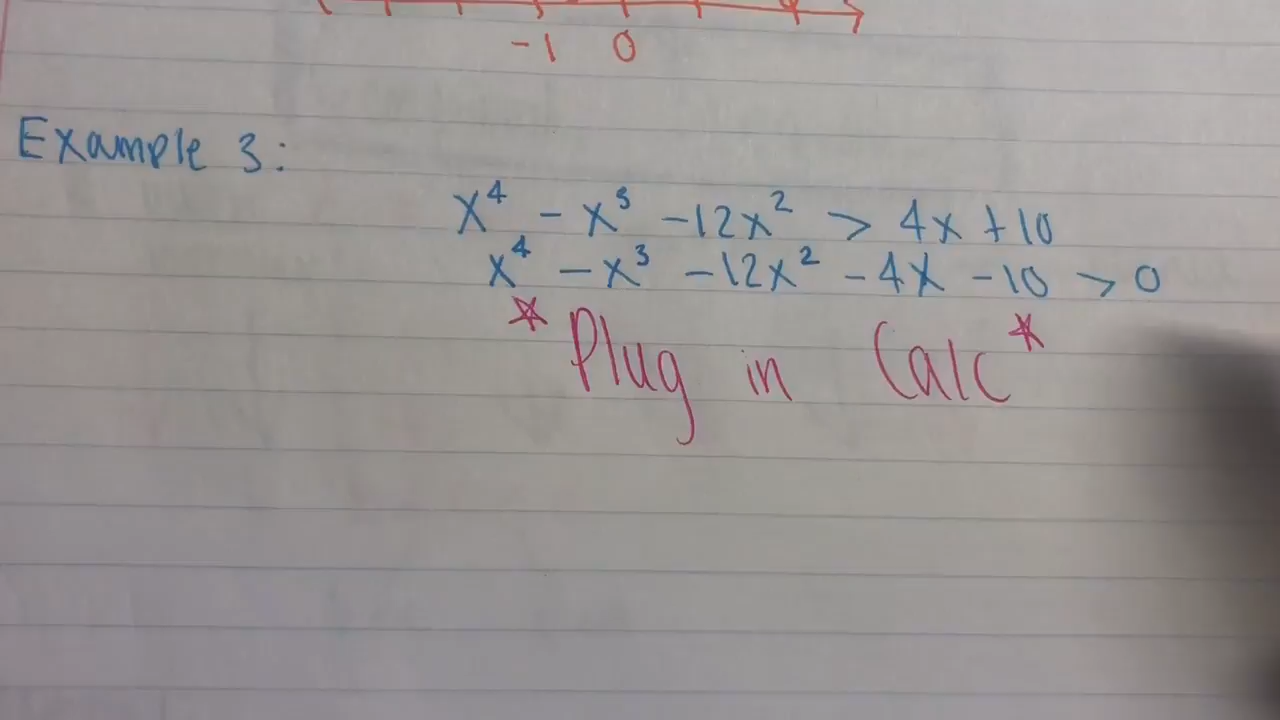 -1 0
Example 3:
x⁴ - x³ -12x² > 4x + 10
x⁴ - x³ - 12x² - 4x - 10 > 0
*Plug in Calc*